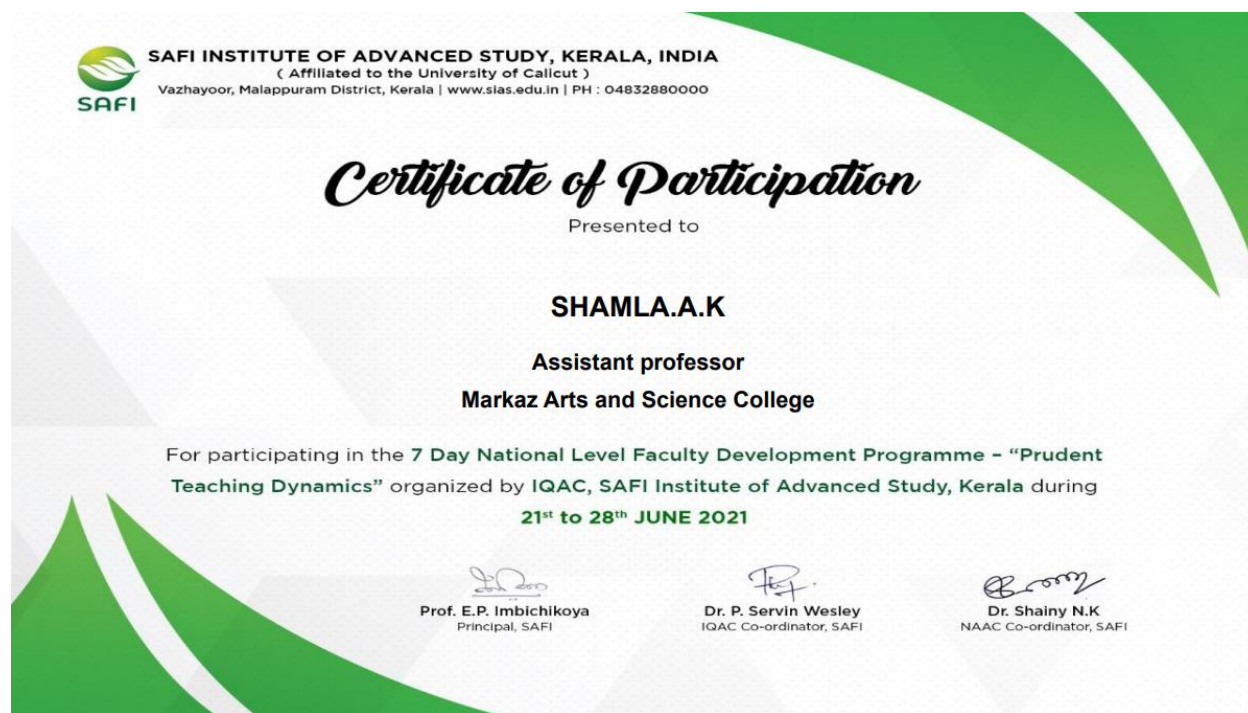 SAFI INSTITUTE OF ADVANCED STUDY, KERALA, INDIA
( Affiliated to the University of Calicut )
Vazhayoor, Malappuram District, Kerala | www.sias.edu.in | PH : 04832880000
SAFI
Certificate of Participation
Presented to
SHAMLA.A.K
Assistant professor
Markaz Arts and Science College
For participating in the 7 Day National Level Faculty Development Programme – “Prudent
Teaching Dynamics” organized by IQAC, SAFI Institute of Advanced Study, Kerala during
21st to 28th JUNE 2021
Prof. E.P. Imbichikoya
Principal, SAFI
Dr. P. Servin Wesley
IQAC Co-ordinator, SAFI
Dr. Shainy N.K
NAAC Co-ordinator, SAFI